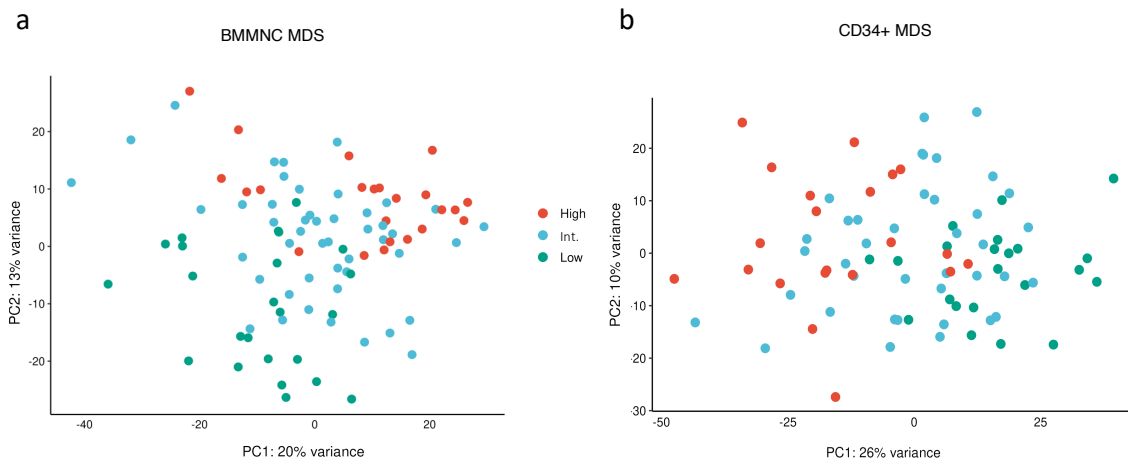 a
BMMNC MDS
PC2: 13% variance
20
10
0
-10
-20
-40
-20
0
20
PC1: 20% variance
High
Int.
Low
b
CD34+ MDS
PC2: 10% variance
20
10
0
-10
-20
-30
-50
-25
0
25
PC1: 26% variance